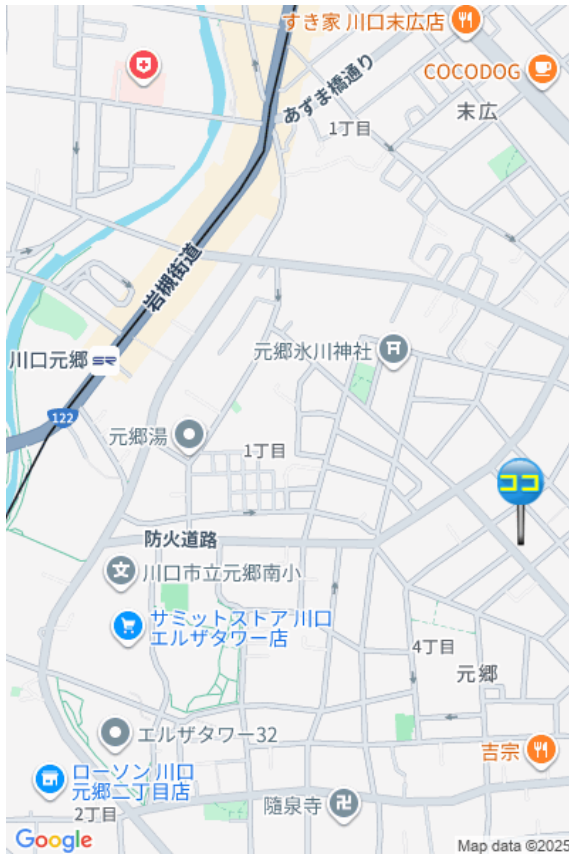 すき家 川口末広店
COCODOG
あずま橋通り
末広
1丁目
岩槻街道
川口元郷 SR
元郷氷川神社
122
元郷湯
1丁目
ココ
防火道路
川口市立元郷南小
サミットストア 川口
エルザタワー店
4丁目
元郷
エルザタワー32
吉宗
ローソン 川口
元郷二丁目店
2丁目
隨泉寺
Google
Map data ©2025